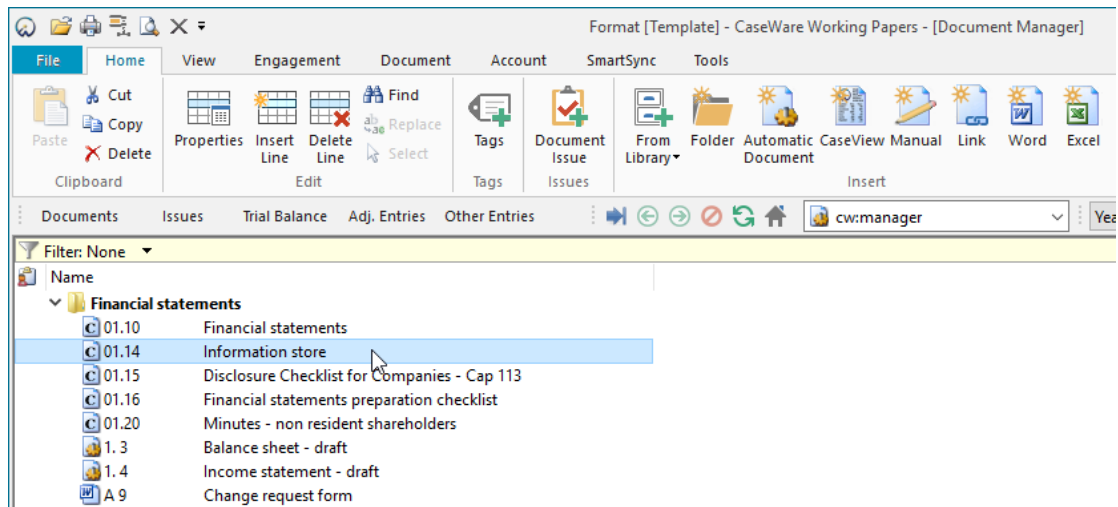 Format [Template] - CaseWare Working Papers - [Document Manager]
File Home View Engagement Document Account SmartSync Tools
Paste
Cut
Copy
Delete
Clipboard
Properties
Insert Line
Delete Line
Find
Replace
Select
Edit
Tags
Tags
Document Issue
Issues
From Library
Folder
Automatic Document
CaseView
Manual
Link
Word
Excel
Insert
Documents Issues Trial Balance Adj. Entries Other Entries cw:manager
Filter: None
Name
Financial statements
01.10 Financial statements
01.14 Information store
01.15 Disclosure Checklist for Companies - Cap 113
01.16 Financial statements preparation checklist
01.20 Minutes - non resident shareholders
1. 3 Balance sheet - draft
1. 4 Income statement - draft
A 9 Change request form